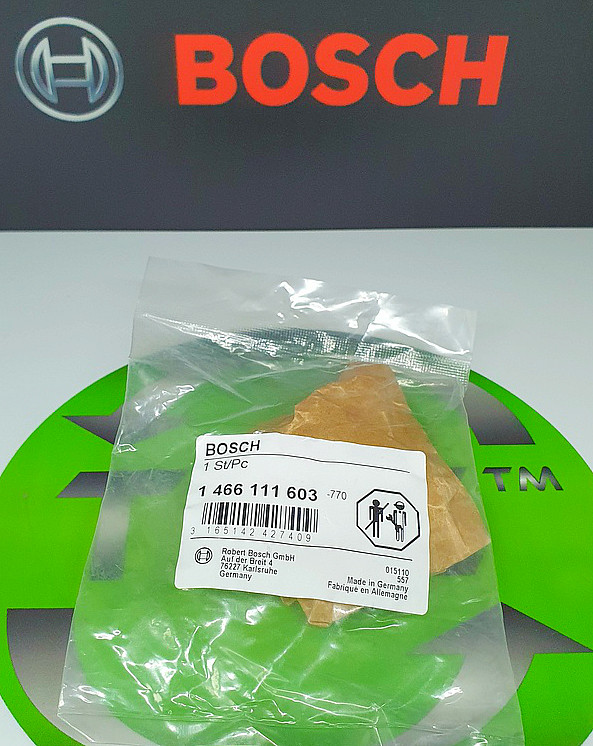 BOSCH
TM
BOSCH
1 St/Pc
1 466 111 603 -770
3 165142 427409
Robert Bosch GmbH
Auf der Breit 4
76227 Karlsruhe
Germany
015110
557
Made in Germany
Fabriqué en Allemagne